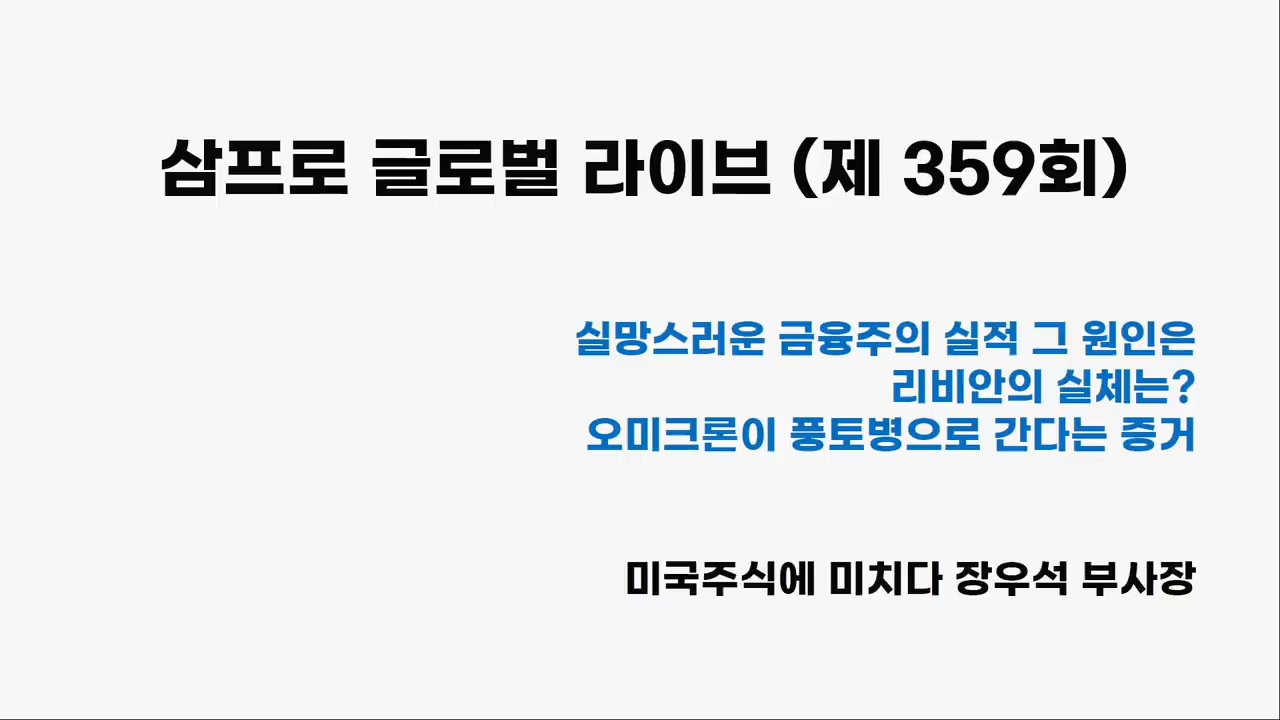 삼프로 글로벌 라이브 (제 359회)
실망스러운 금융주의 실적 그 원인은
리비안의 실체는?
오미크론이 풍토병으로 간다는 증거
미국주식에 미치다 장우석 부사장